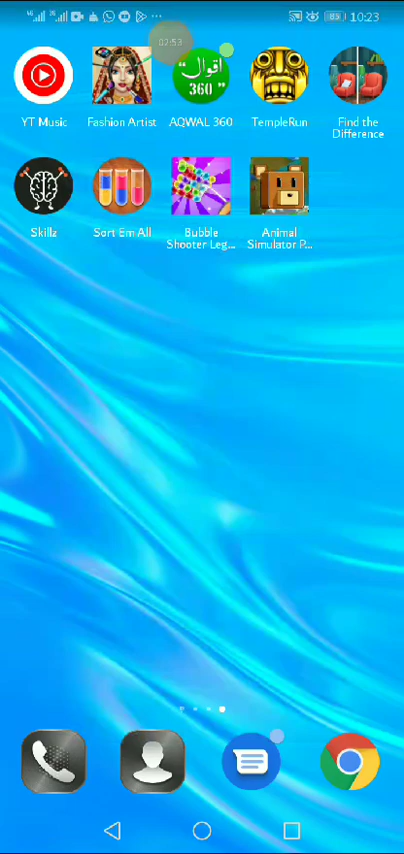 02:53
85
10:23
اقوال
360
YT Music
Fashion Artist
AQWAL 360
TempleRun
Find the
Difference
Skillz
Sort Em All
Bubble
Shooter Leg...
Animal
Simulator P...